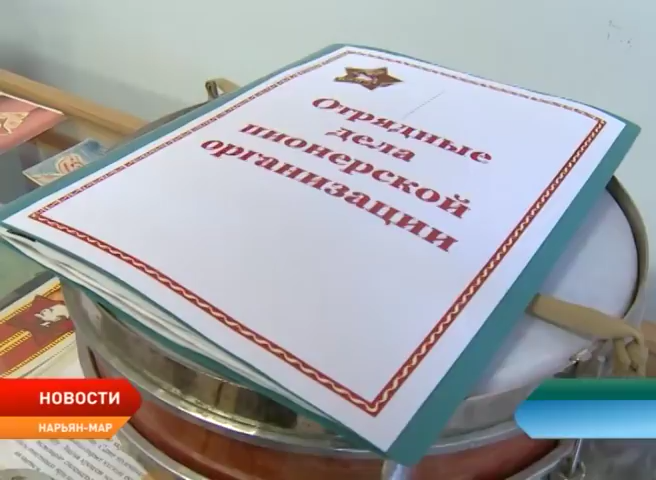 Отрядные
дела
пионерской
организации
НОВОСТИ
НАРЬЯН-МАР